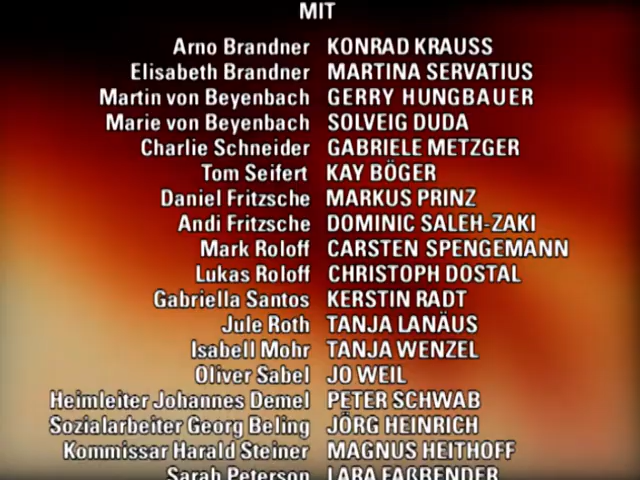 MIT
Arno Brandner KONRAD KRAUSS
Elisabeth Brandner MARTINA SERVATIUS
Martin von Beyenbach GERRY HUNGBAUER
Marie von Beyenbach SOLVEIG DUDA
Charlie Schneider GABRIELE METZGER
Tom Seifert KAY BÖGER
Daniel Fritzsche MARKUS PRINZ
Andi Fritzsche DOMINIC SALEH-ZAKI
Mark Roloff CARSTEN SPENGEMANN
Lukas Roloff CHRISTOPH DOSTAL
Gabriella Santos KERSTIN RADT
Jule Roth TANJA LANÄUS
Isabell Mohr TANJA WENZEL
Oliver Sabel JO WEIL
Heimleiter Johannes Demel PETER SCHWAB
Sozialarbeiter Georg Beling JÖRG HEINRICH
Kommissar Harald Steiner MAGNUS HEITHOFF
Sarah Peterson LARA FAßBENDER